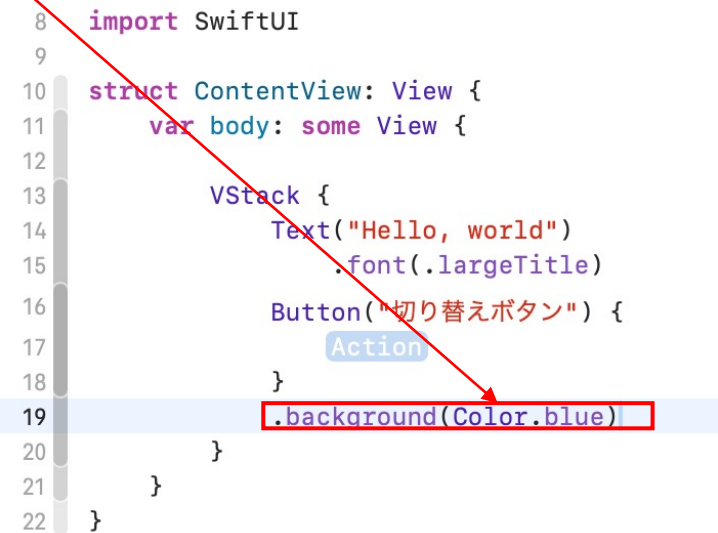 8 import SwiftUI
9
10 struct ContentView: View {
11 var body: some View {
12
13 VStack {
14 Text("Hello, world")
15 .font(.largeTitle)
16 Button("切り替えボタン") {
17 Action
18 }
19 .background(Color.blue)
20 }
21 }
22 }